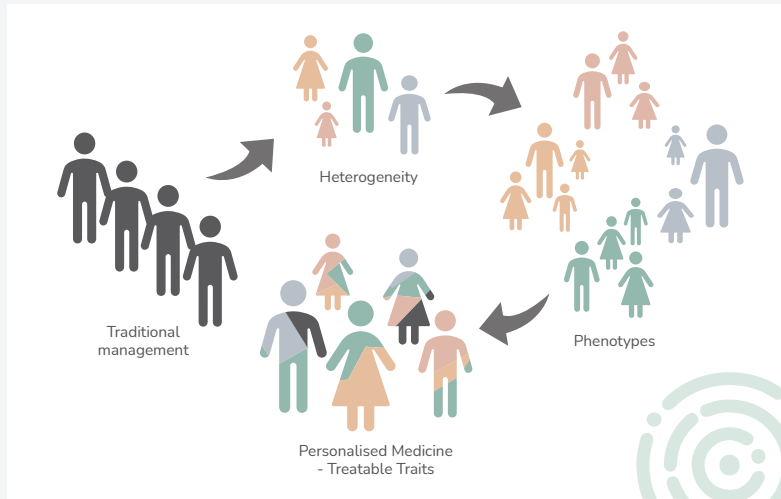 Heterogeneity
Traditional
management
Phenotypes
Personalised Medicine
- Treatable Traits